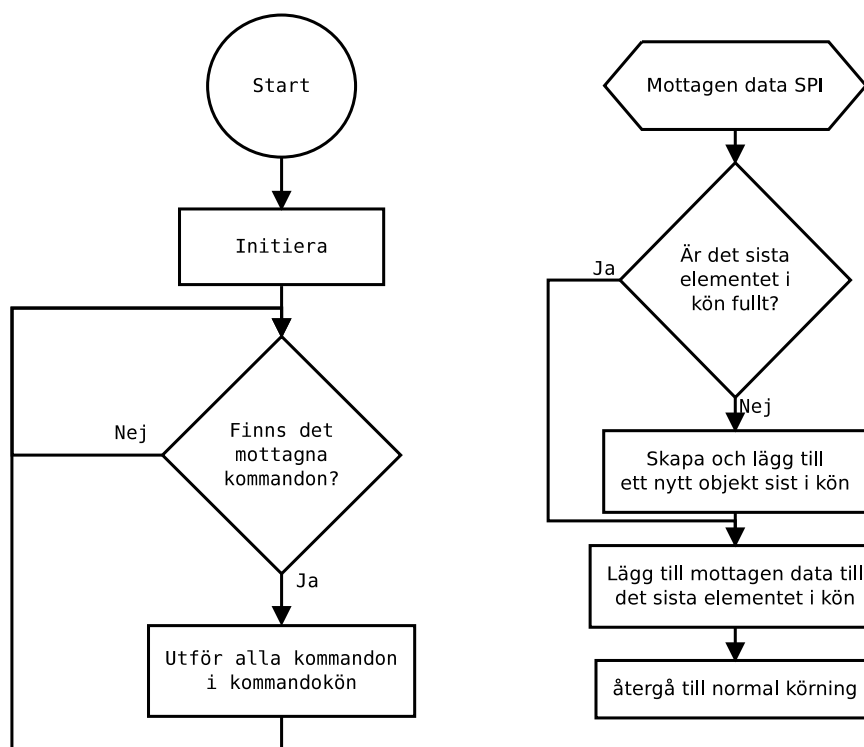 Start
Initiera
Nej
Finns det
mottagna
kommandon?
Ja
Utför alla kommandon
i kommandokön
Mottagen data SPI
Ja
Är det sista
elementet i
kön fullt?
Nej
Skapa och lägg till
ett nytt objekt sist i kön
Lägg till mottagen data till
det sista elementet i kön
återgå till normal körning